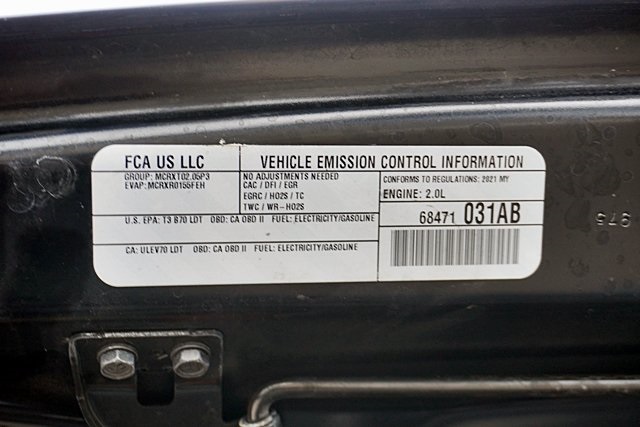 FCA US LLC
VEHICLE EMISSION CONTROL INFORMATION
GROUP: MCRXT02.05P3
EVAP: MCRXR0155FEH
NO ADJUSTMENTS NEEDED
CAC / DFI / EGR
EGRC / HO2S / TC
TWC / WR-HO2S
CONFORMS TO REGULATIONS: 2021 MY
ENGINE: 2.0L
U.S. EPA: T3 B70 LDT OBD: CA OBD II FUEL: ELECTRICITY/GASOLINE
68471 031AB
CA: ULEV70 LDT OBD: CA OBD II FUEL: ELECTRICITY/GASOLINE
975